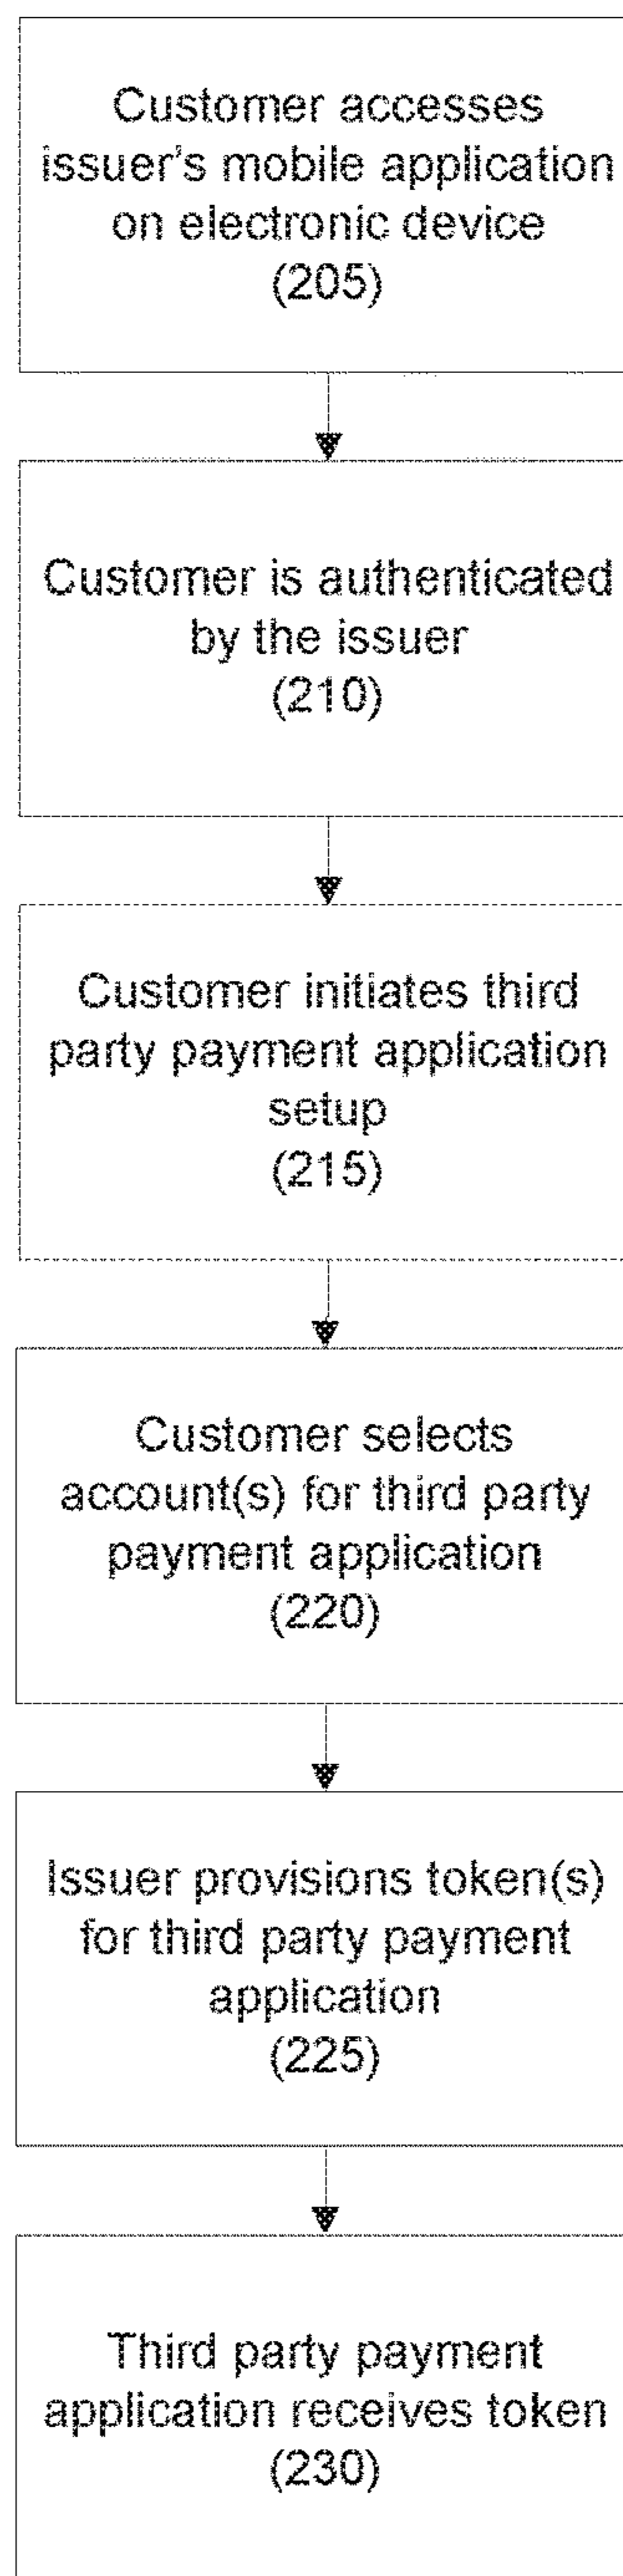 Customer accesses
issuer's mobile application
on electronic device
(205)
Customer is authenticated
by the issuer
(210)
Customer initiates third
party payment application
setup
(215)
Customer selects
account(s) for third party
payment application
(220)
Issuer provisions token(s)
for third party payment
application
(225)
Third party payment
application receives token
(230)